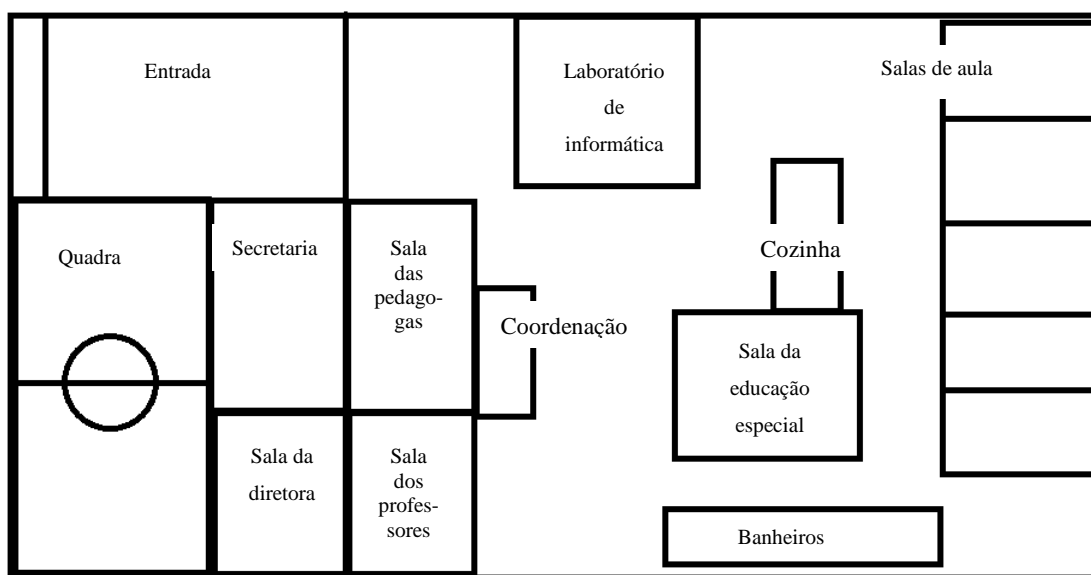 Entrada
Laboratório
de
informática
Salas de aula
Quadra
Secretaria
Sala
das
pedago-
gas
Cozinha
Coordenação
Sala da
educação
especial
Sala da
diretora
Sala
dos
profes-
sores
Banheiros